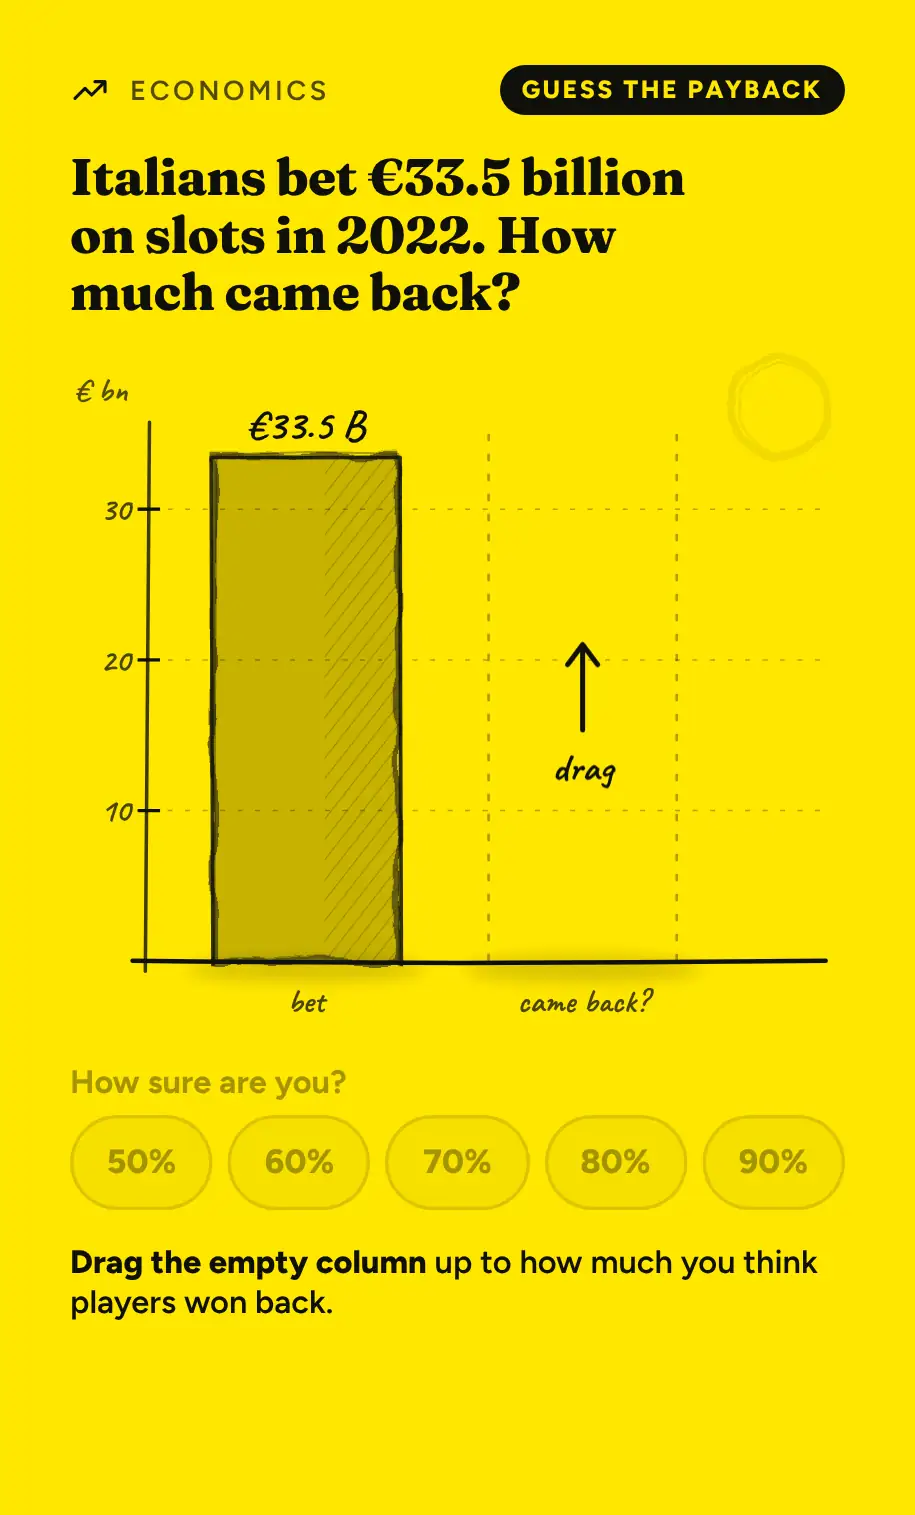 ECONOMICS
GUESS THE PAYBACK
Italians bet €33.5 billion
on slots in 2022. How
much came back?
€ bn
€33.5 B
30
20
10
drag
bet
came back?
How sure are you?
50%
60%
70%
80%
90%
Drag the empty column up to how much you think
players won back.